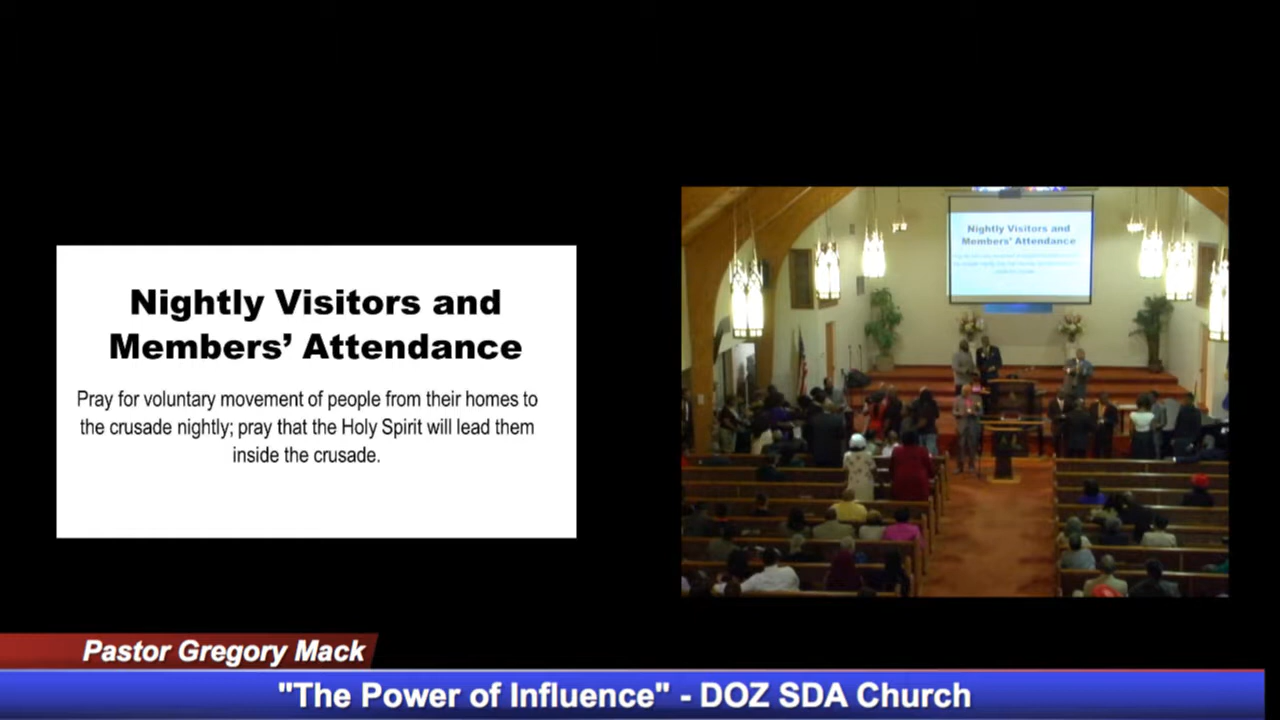 Nightly Visitors and
Members’ Attendance
Pray for voluntary movement of people from their homes to
the crusade nightly; pray that the Holy Spirit will lead them
inside the crusade.
Nightly Visitors and
Members' Attendance
Pastor Gregory Mack
"The Power of Influence" - DOZ SDA Church